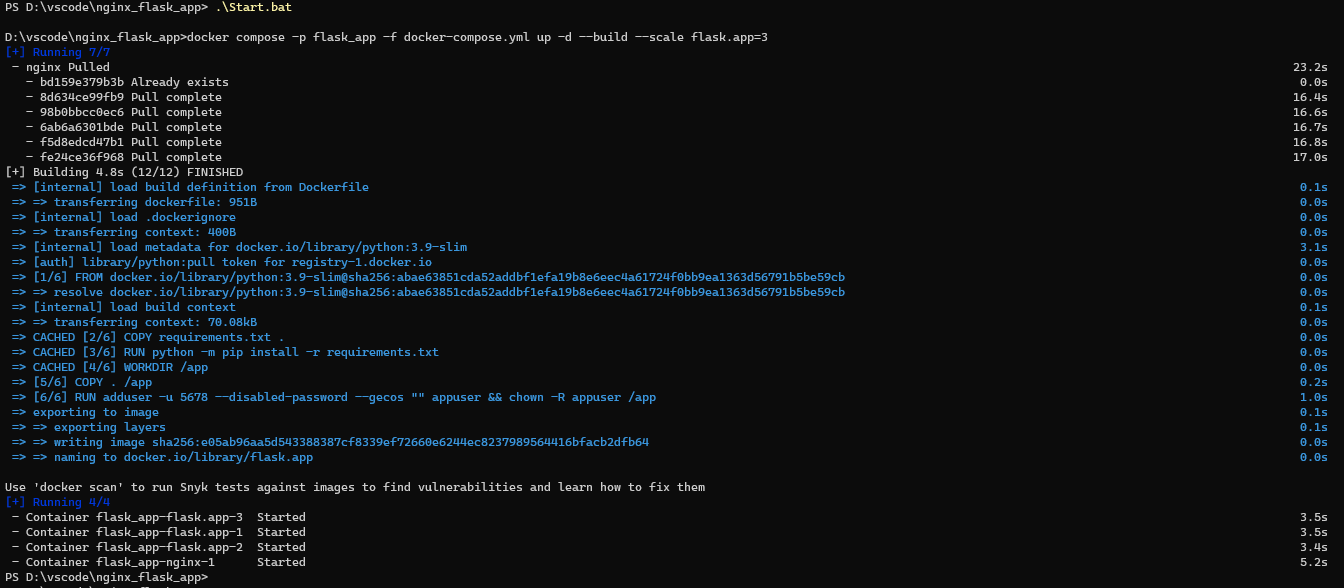 PS D:\vscode\nginx_flask_app> .\Start.bat
D:\vscode\nginx_flask_app>docker compose -p flask_app -f docker-compose.yml up -d --build --scale flask.app=3
[+] Running 7/7
- nginx Pulled 23.2s
- bd159e379b3b Already exists 0.0s
- 8d634ce99fb9 Pull complete 16.4s
- 98b0bbcc0ec6 Pull complete 16.6s
- 6ab6a6301bde Pull complete 16.7s
- f5d8edcd47b1 Pull complete 16.8s
- fe24ce36f968 Pull complete 17.0s
[+] Building 4.8s (12/12) FINISHED
=> [internal] load build definition from Dockerfile 0.1s
=> => transferring dockerfile: 951B 0.0s
=> [internal] load .dockerignore 0.0s
=> => transferring context: 400B 0.0s
=> [internal] load metadata for docker.io/library/python:3.9-slim 3.1s
=> [auth] library/python:pull token for registry-1.docker.io 0.0s
=> [1/6] FROM docker.io/library/python:3.9-slim@sha256:abae63851cda52addbf1efa19b8e6eec4a61724f0bb9ea1363d56791b5be59cb 0.0s
=> => resolve docker.io/library/python:3.9-slim@sha256:abae63851cda52addbf1efa19b8e6eec4a61724f0bb9ea1363d56791b5be59cb 0.0s
=> [internal] load build context 0.1s
=> => transferring context: 70.08kB 0.0s
=> CACHED [2/6] COPY requirements.txt . 0.0s
=> CACHED [3/6] RUN python -m pip install -r requirements.txt 0.0s
=> CACHED [4/6] WORKDIR /app 0.0s
=> [5/6] COPY . /app 0.2s
=> [6/6] RUN adduser -u 5678 --disabled-password --gecos "" appuser && chown -R appuser /app 1.0s
=> exporting to image 0.1s
=> => exporting layers 0.1s
=> => writing image sha256:e05ab96aa5d543388387cf8339ef72660e6244ec8237989564416bfacb2dfb64 0.0s
=> => naming to docker.io/library/flask.app 0.0s
Use 'docker scan' to run Snyk tests against images to find vulnerabilities and learn how to fix them
[+] Running 4/4
- Container flask_app-flask.app-3 Started 3.5s
- Container flask_app-flask.app-1 Started 3.5s
- Container flask_app-flask.app-2 Started 3.4s
- Container flask_app-nginx-1 Started 5.2s
PS D:\vscode\nginx_flask_app>